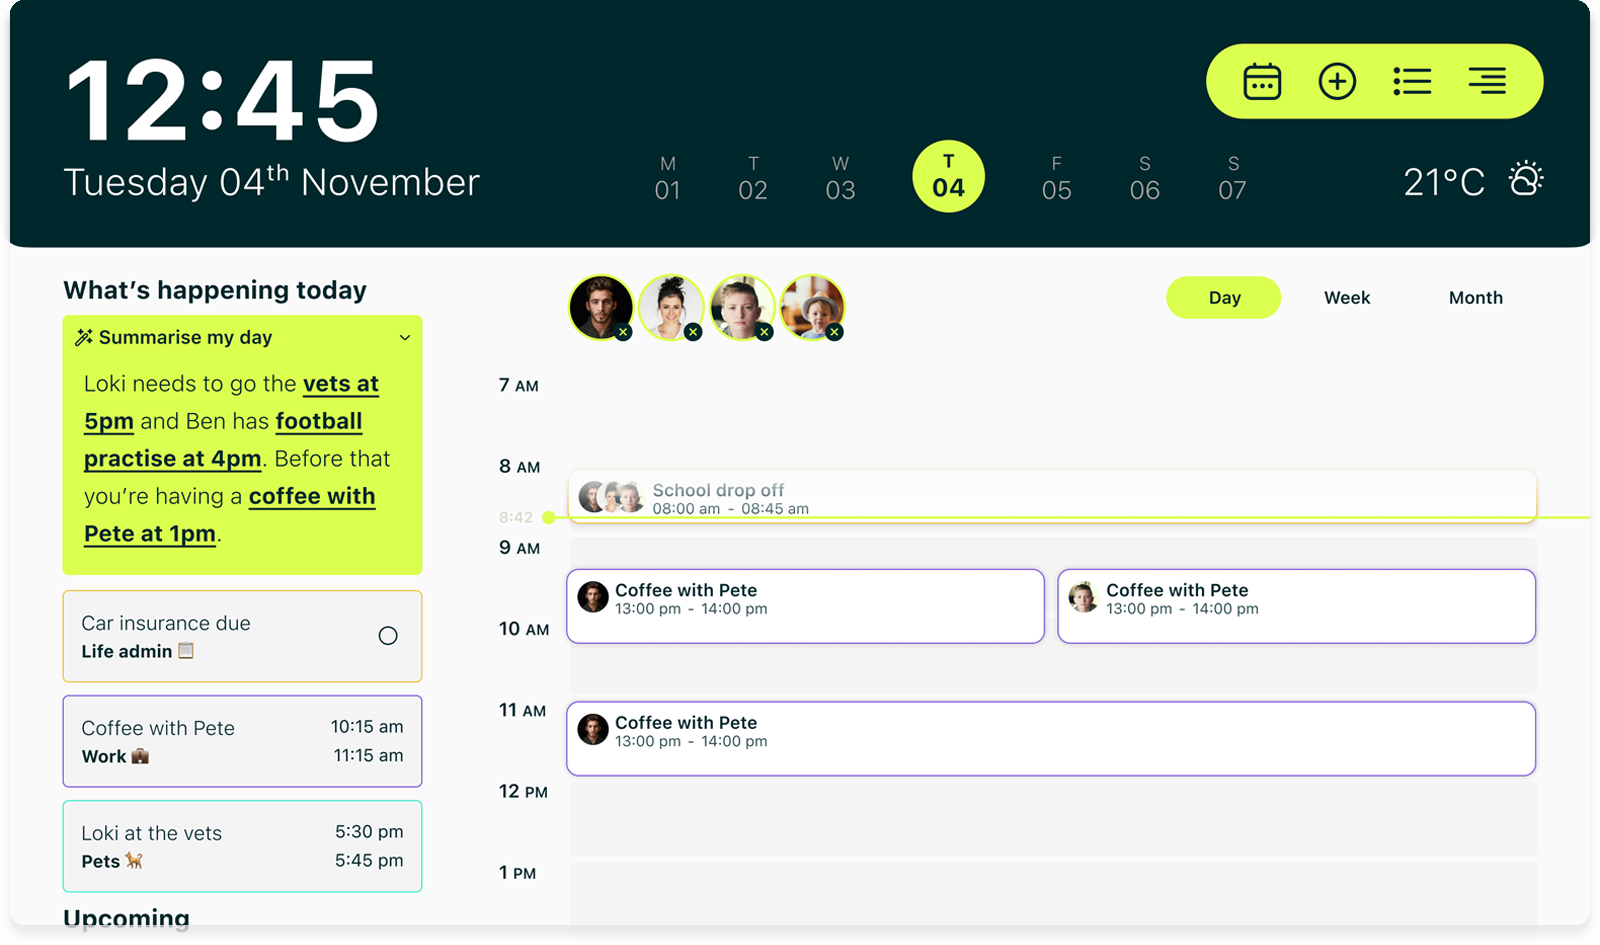 12:45
Tuesday 04th November
M T W T F S S
01 02 03 04 05 06 07
21°C
What's happening today
Summarise my day
Loki needs to go the vets at
5pm and Ben has football
practise at 4pm. Before that
you're having a coffee with
Pete at 1pm.
Car insurance due
Life admin
Coffee with Pete 10:15 am
Work 11:15 am
Loki at the vets 5:30 pm
Pets 5:45 pm
Upcoming
Day Week Month
7 AM
8 AM
School drop off
08:00 am - 08:45 am
8:42
9 AM
Coffee with Pete
13:00 pm - 14:00 pm
Coffee with Pete
13:00 pm - 14:00 pm
10 AM
11 AM
Coffee with Pete
13:00 pm - 14:00 pm
12 PM
1 PM